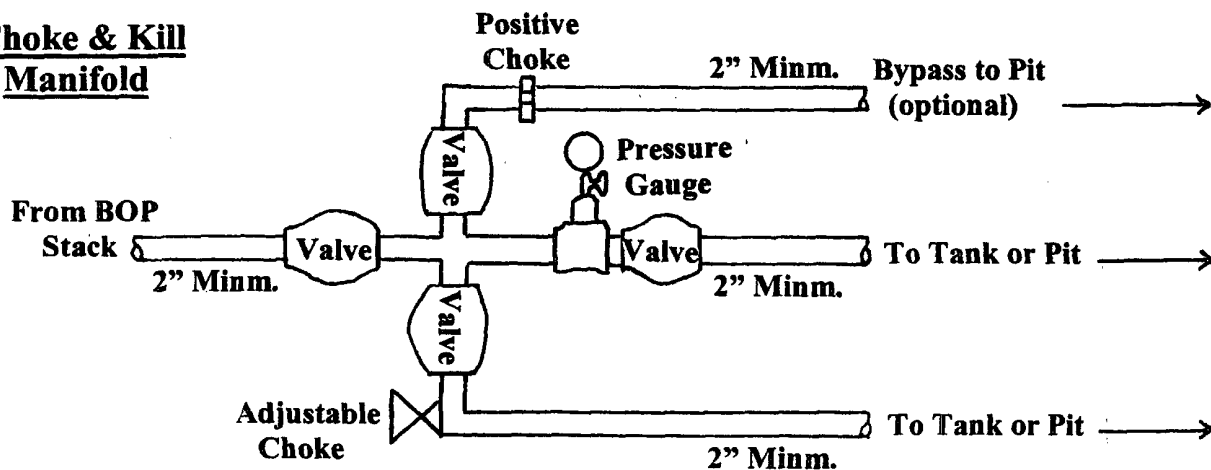 hoke & Kill
Manifold
Positive
Choke
2” Minm.
Bypass to Pit
(optional)
Valve
Pressure
Gauge
From BOP
Stack
Valve
Valve
To Tank or Pit
2” Minm.
2” Minm.
Valve
Adjustable
Choke
To Tank or Pit
2” Minm.